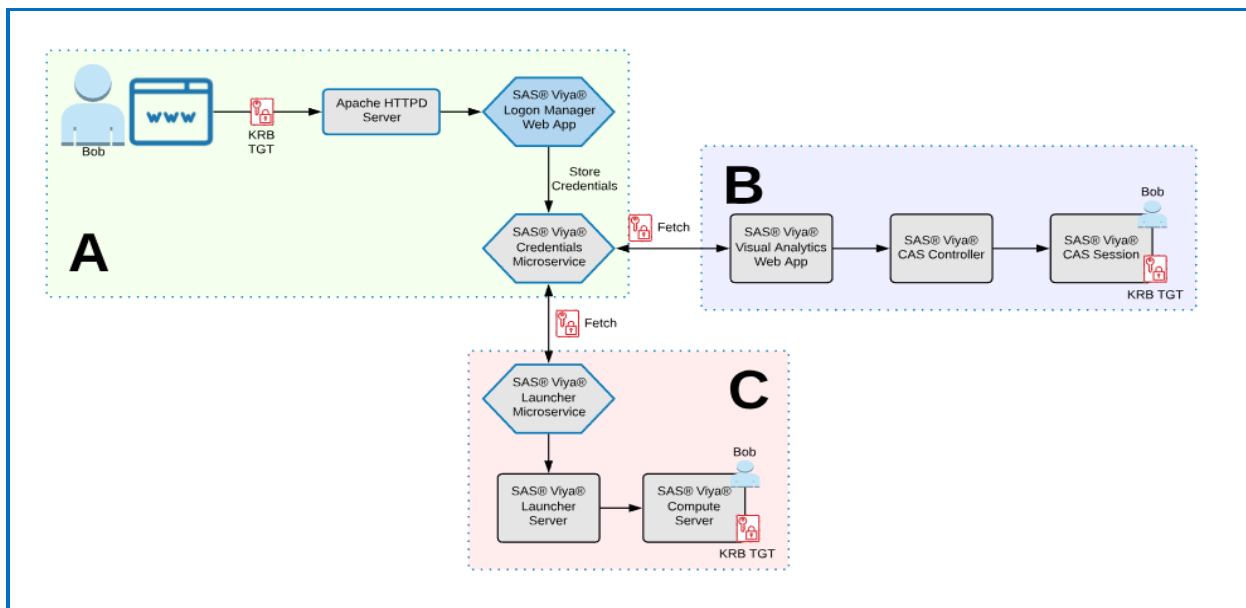 Bob
www
KRB
TGT
Apache HTTPD
Server
SAS® Viya®
Logon Manager
Web App
Store
Credentials
A
SAS® Viya®
Credentials
Microservice
Fetch
B
SAS® Viya®
Visual Analytics
Web App
SAS® Viya®
CAS Controller
Bob
SAS® Viya®
CAS Session
KRB TGT
Fetch
C
SAS® Viya®
Launcher
Microservice
SAS® Viya®
Launcher
Server
Bob
SAS® Viya®
Compute
Server
KRB TGT